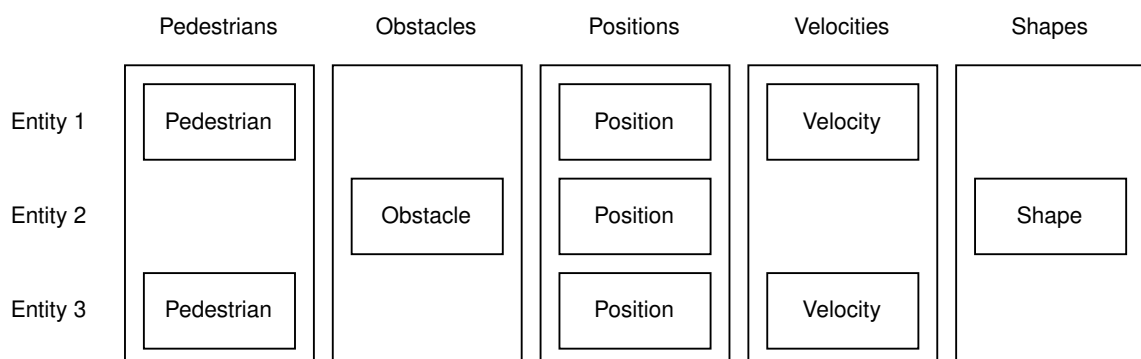 Pedestrians Obstacles Positions Velocities Shapes
Entity 1 Pedestrian Position Velocity
Entity 2 Obstacle Position Shape
Entity 3 Pedestrian Position Velocity